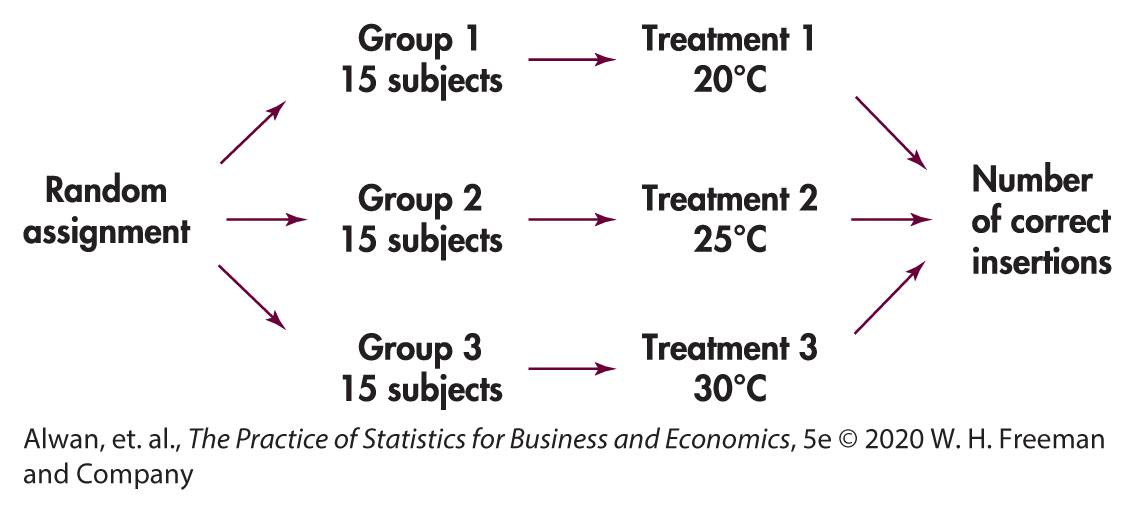 Group 1
15 subjects
Treatment 1
20°C
Random
assignment
Group 2
15 subjects
Treatment 2
25°C
Number
of correct
insertions
Group 3
15 subjects
Treatment 3
30°C
Alwan, et. al., The Practice of Statistics for Business and Economics, 5e © 2020 W. H. Freeman
and Company